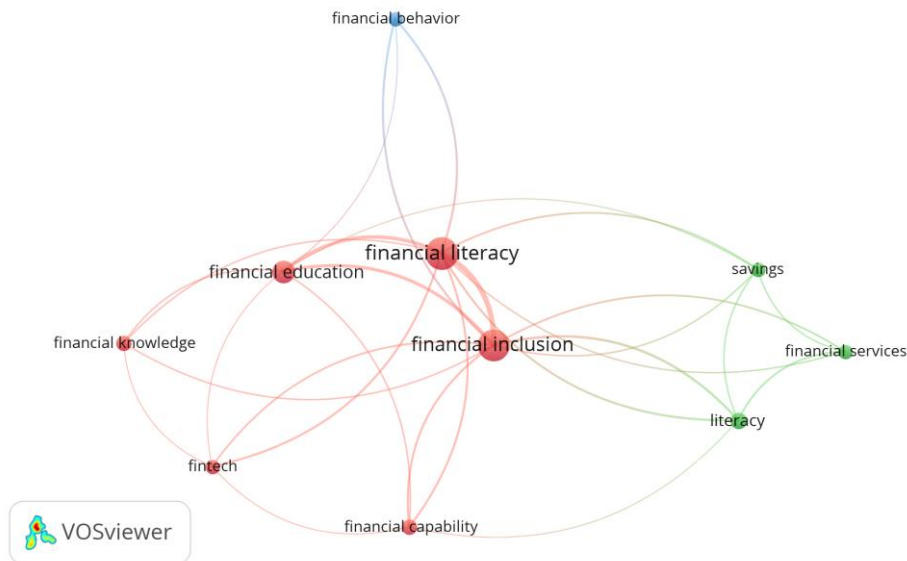 financial behavior
financial literacy
financial education
savings
financial inclusion
financial knowledge
financial services
literacy
fintech
financial capability
VOSviewer